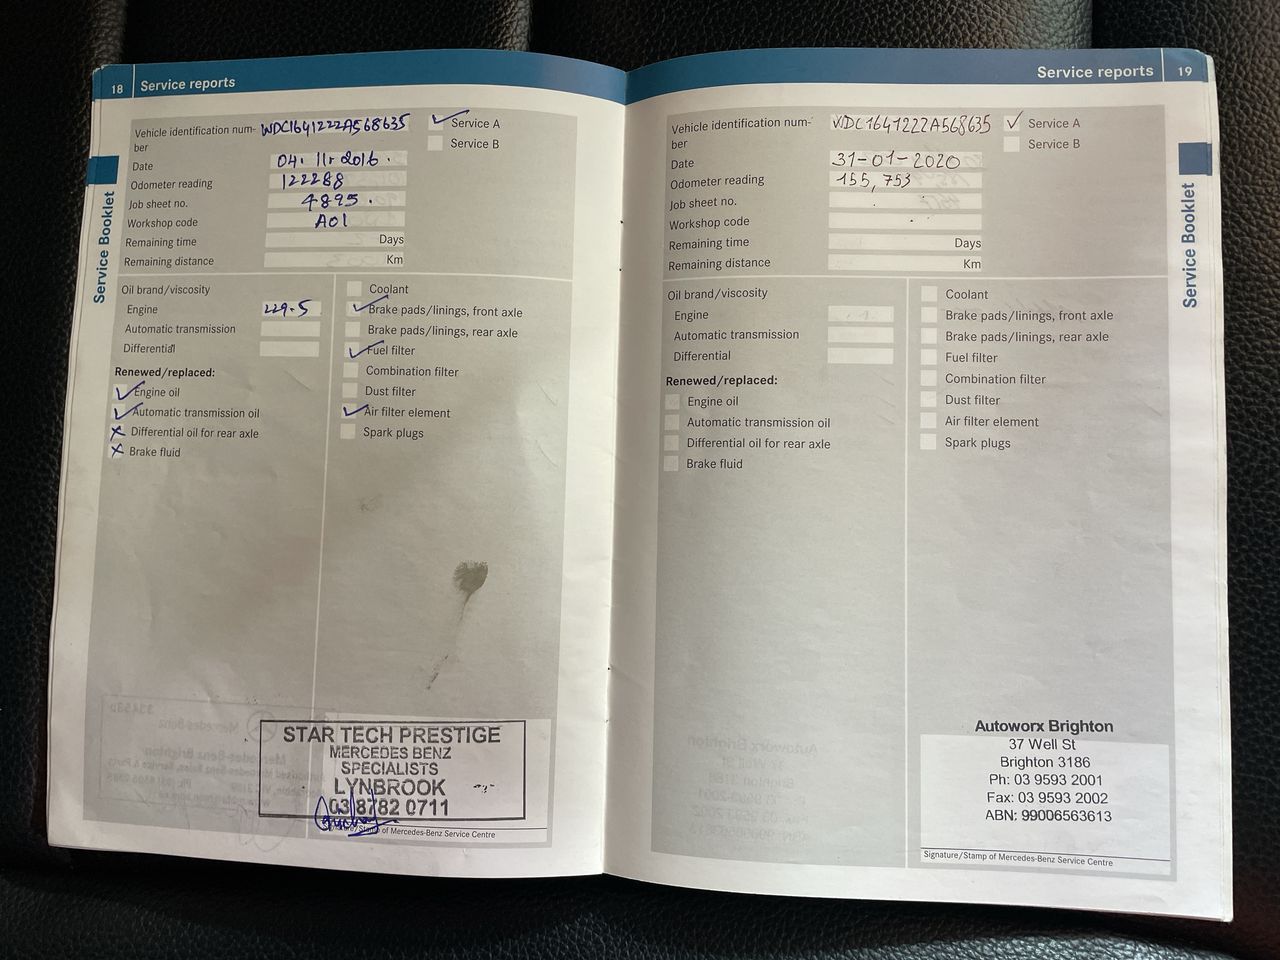 18 Service reports
Vehicle identification num-
ber
WDC1641222A568635
Service A
Service B
Date 04.11.2016.
Odometer reading 122288
Job sheet no. 4895.
Workshop code A01
Remaining time Days
Remaining distance Km
Service Booklet
Oil brand/viscosity
Engine 229.5
Automatic transmission
Differential
Renewed/replaced:
Engine oil
Automatic transmission oil
Differential oil for rear axle
Brake fluid
Coolant
Brake pads/linings, front axle
Brake pads/linings, rear axle
Fuel filter
Combination filter
Dust filter
Air filter element
Spark plugs
STAR TECH PRESTIGE
MERCEDES BENZ
SPECIALISTS
LYNBROOK
03 8782 0711
Stamp of Mercedes-Benz Service Centre
Service reports 19
Vehicle identification num-
ber
WDC1641222A568635
Service A
Service B
Date 31-01-2020
Odometer reading 155,753
Job sheet no.
Workshop code
Remaining time Days
Remaining distance Km
Service Booklet
Oil brand/viscosity
Engine
Automatic transmission
Differential
Renewed/replaced:
Engine oil
Automatic transmission oil
Differential oil for rear axle
Brake fluid
Coolant
Brake pads/linings, front axle
Brake pads/linings, rear axle
Fuel filter
Combination filter
Dust filter
Air filter element
Spark plugs
Autoworx Brighton
37 Well St
Brighton 3186
Ph: 03 9593 2001
Fax: 03 9593 2002
ABN: 99006563613
Signature/Stamp of Mercedes-Benz Service Centre